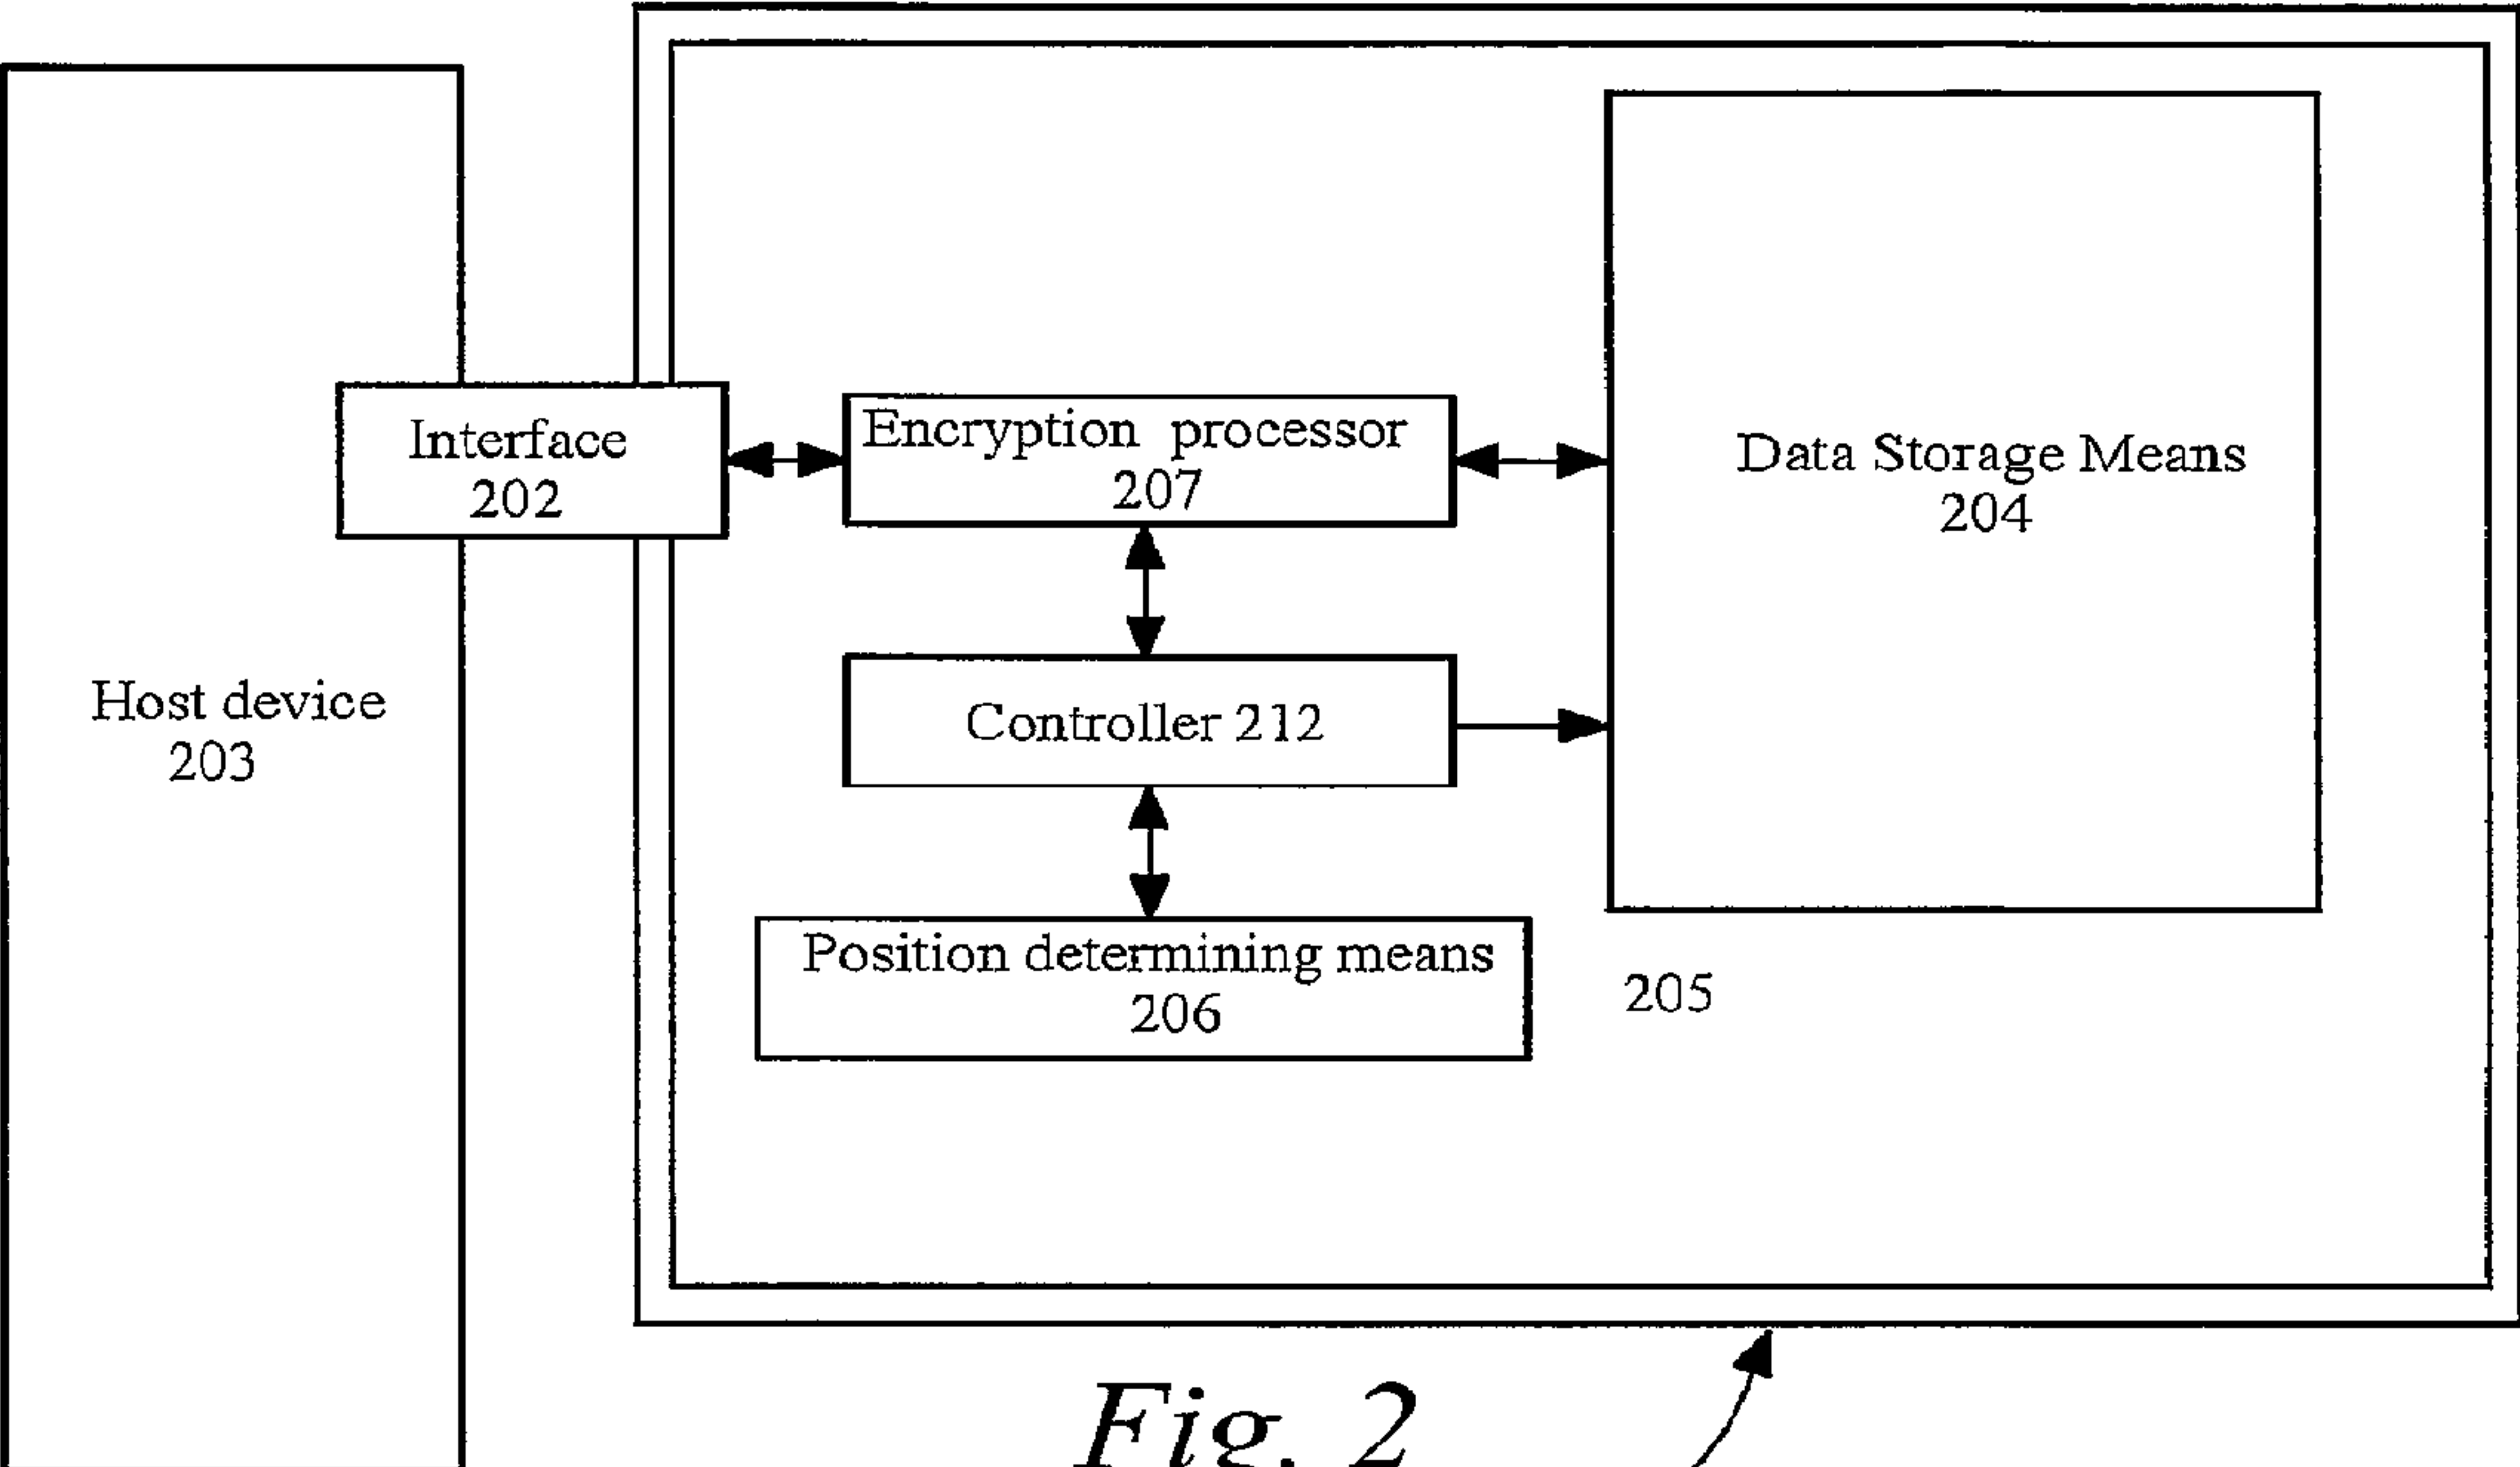 Interface
202
Encryption processor
207
Data Storage Means
204
Host device
203
Controller 212
Position determining means
206
205
Fig. 2